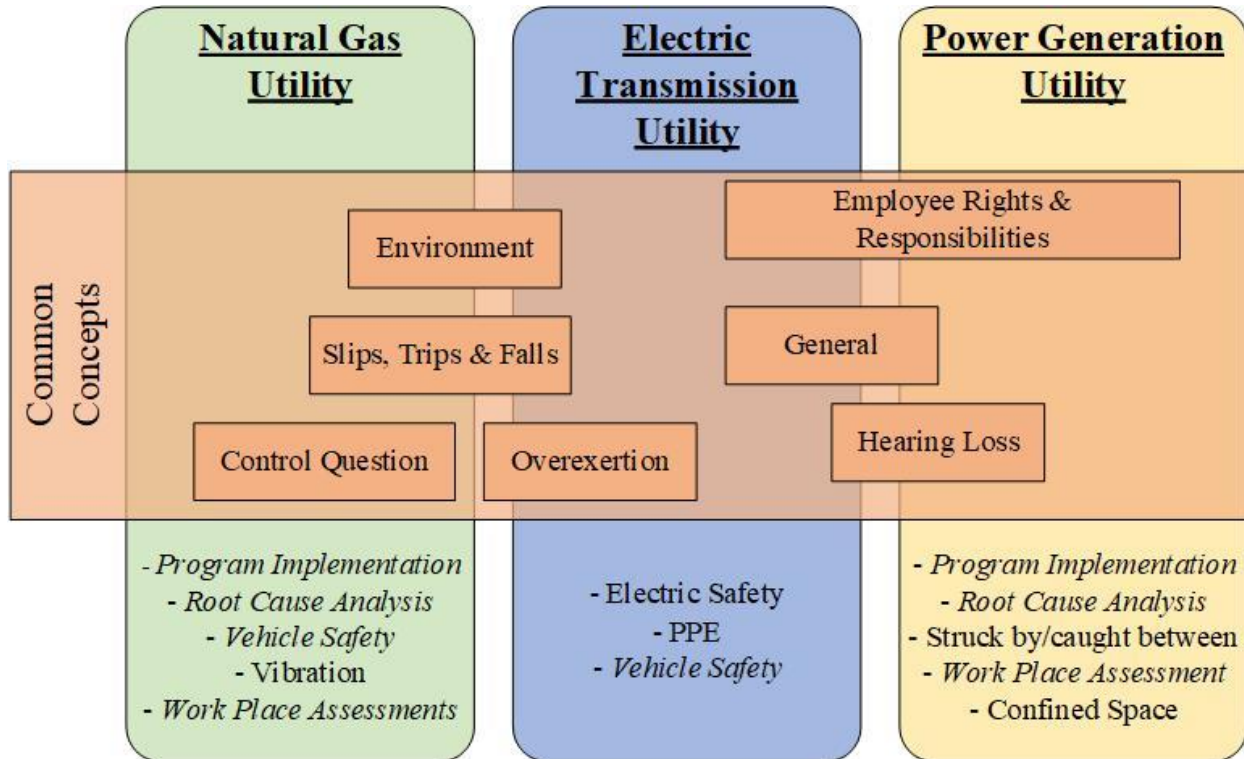 Natural Gas
Utility
Electric
Transmission
Utility
Power Generation
Utility
Common
Concepts
Environment
Employee Rights &
Responsibilities
Slips, Trips & Falls
General
Control Question
Overexertion
Hearing Loss
- Program Implementation
- Root Cause Analysis
- Vehicle Safety
- Vibration
- Work Place Assessments
- Electric Safety
- PPE
- Vehicle Safety
- Program Implementation
- Root Cause Analysis
- Struck by/caught between
- Work Place Assessment
- Confined Space